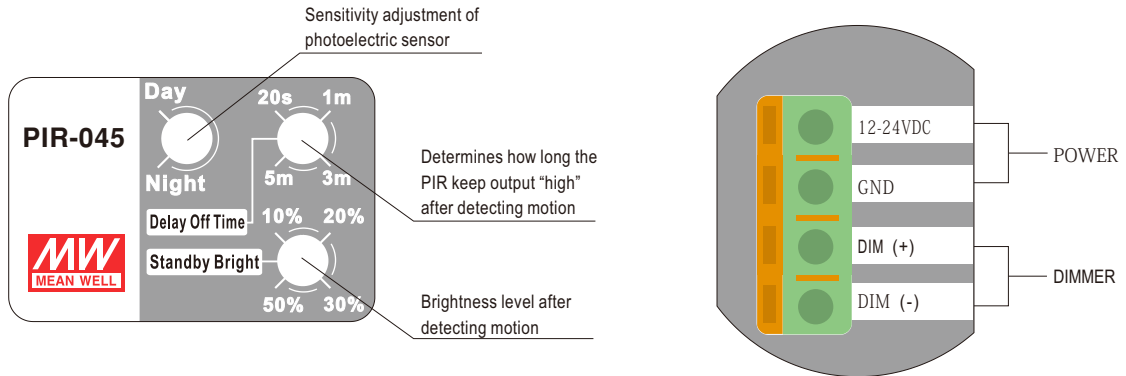 Sensitivity adjustment of
photoelectric sensor
Day
20s 1m
PIR-045
Night
5m 3m
Delay Off Time
10% 20%
Standby Bright
50% 30%
MW
MEAN WELL
Determines how long the
PIR keep output “high”
after detecting motion
Brightness level after
detecting motion
12-24VDC
GND
DIM (+)
DIM (-)
POWER
DIMMER